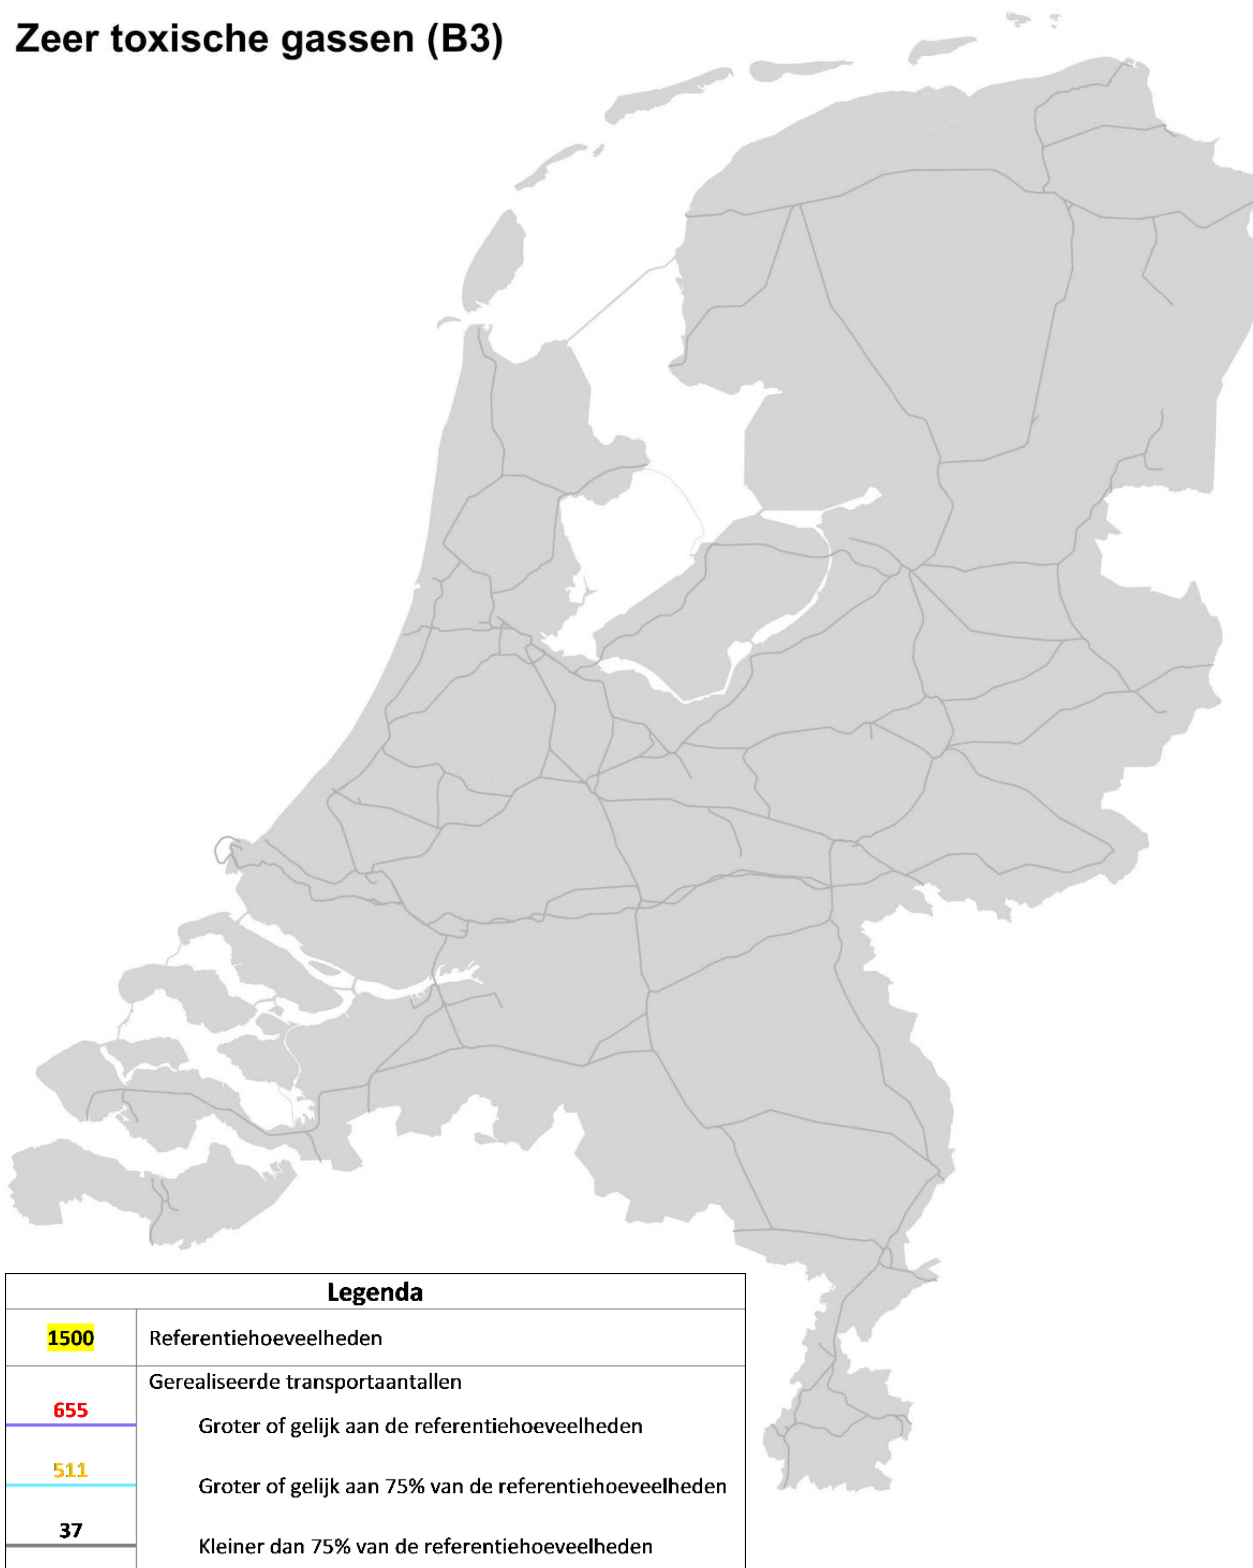 Zeer toxische gassen (B3)
Legenda
1500 Referentiehoeveelheden
Gerealiseerde transportaantallen
655
Groter of gelijk aan de referentiehoeveelheden
511
Groter of gelijk aan 75% van de referentiehoeveelheden
37
Kleiner dan 75% van de referentiehoeveelheden